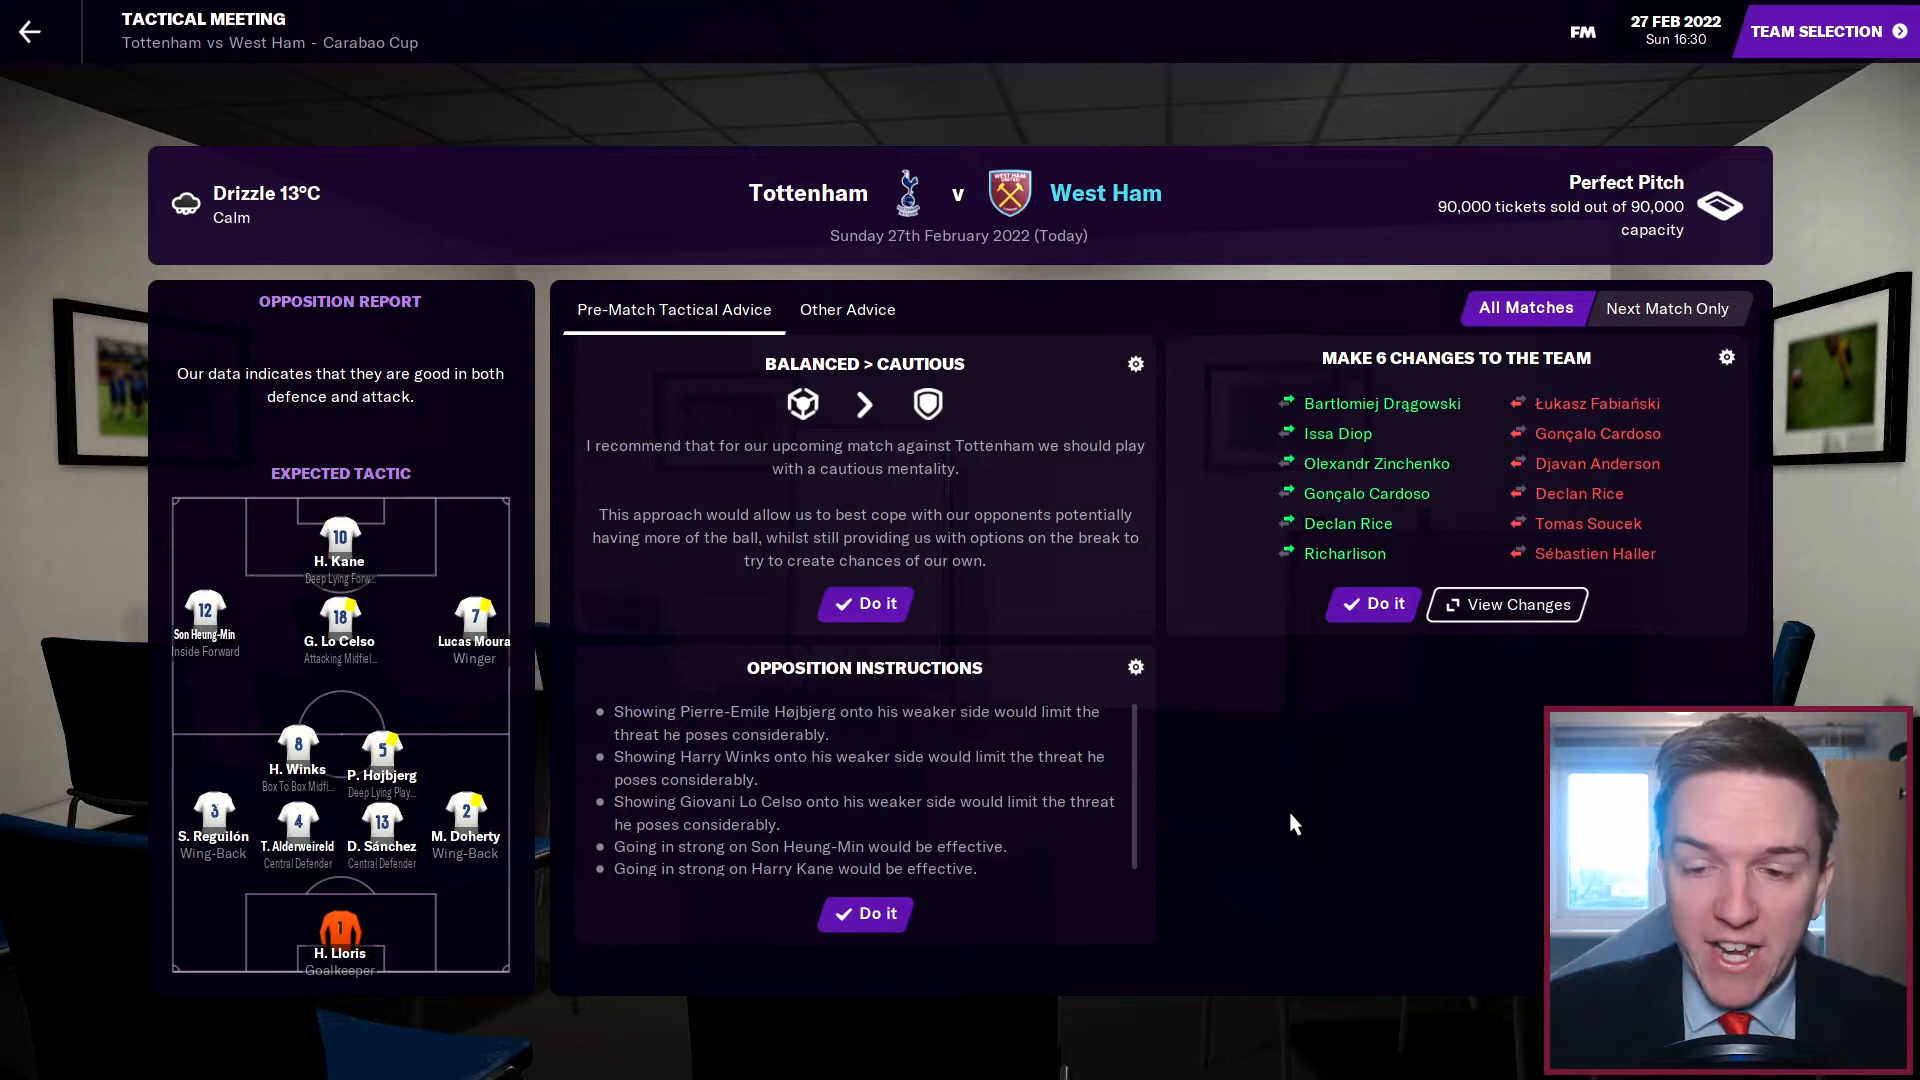 TACTICAL MEETING
Tottenham vs West Ham - Carabao Cup
FM
27 FEB 2022
Sun 16:30
TEAM SELECTION
Drizzle 13°C
Calm
Tottenham v West Ham
Sunday 27th February 2022 (Today)
Perfect Pitch
90,000 tickets sold out of 90,000
capacity
OPPOSITION REPORT
Our data indicates that they are good in both
defence and attack.
EXPECTED TACTIC
10
H. Kane
Deep Lying Forw...
12
Son Heung-Min
Inside Forward
18
G. Lo Celso
Attacking Midfiel...
7
Lucas Moura
Winger
8
H. Winks
Box To Box Midfi...
5
P. Højbjerg
Deep Lying Play...
3
S. Reguilón
Wing-Back
4
T. Alderweireld
Central Defender
13
D. Sánchez
Central Defender
2
M. Doherty
Wing-Back
1
H. Lloris
Goalkeeper
Pre-Match Tactical Advice
Other Advice
All Matches
Next Match Only
BALANCED > CAUTIOUS
I recommend that for our upcoming match against Tottenham we should play
with a cautious mentality.
This approach would allow us to best cope with our opponents potentially
having more of the ball, whilst still providing us with options on the break to
try to create chances of our own.
Do it
MAKE 6 CHANGES TO THE TEAM
Bartłomiej Drągowski Łukasz Fabiański
Issa Diop Gonçalo Cardoso
Olexandr Zinchenko Djavan Anderson
Gonçalo Cardoso Declan Rice
Declan Rice Tomas Soucek
Richarlison Sébastien Haller
Do it
View Changes
OPPOSITION INSTRUCTIONS
Showing Pierre-Emile Højbjerg onto his weaker side would limit the
threat he poses considerably.
Showing Harry Winks onto his weaker side would limit the threat he
poses considerably.
Showing Giovani Lo Celso onto his weaker side would limit the threat
he poses considerably.
Going in strong on Son Heung-Min would be effective.
Going in strong on Harry Kane would be effective.
Do it